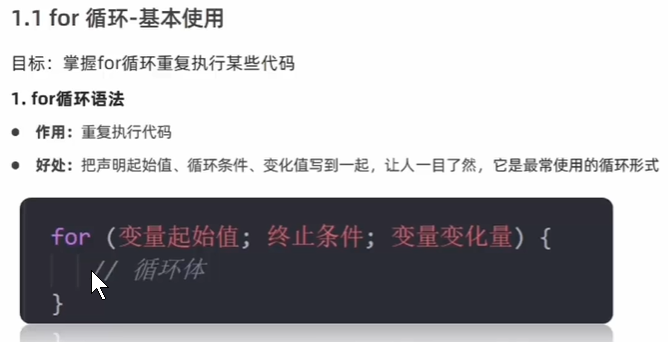 1.1 for 循环-基本使用
目标：掌握for循环重复执行某些代码
1. for循环语法
● 作用：重复执行代码
● 好处：把声明起始值、循环条件、变化值写到一起，让人一目了然，它是最常使用的循环形式
for (变量起始值; 终止条件; 变量变化量) {
// 循环体
}